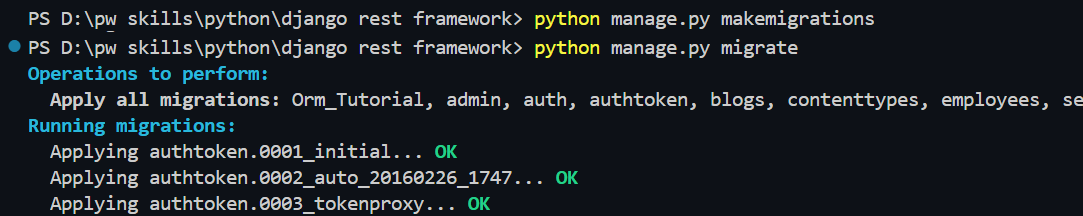 PS D:\pw skills\python\django rest framework> python manage.py makemigrations
PS D:\pw skills\python\django rest framework> python manage.py migrate
Operations to perform:
Apply all migrations: Orm_Tutorial, admin, auth, authtoken, blogs, contenttypes, employees, se
Running migrations:
Applying authtoken.0001_initial... OK
Applying authtoken.0002_auto_20160226_1747... OK
Applying authtoken.0003_tokenproxy... OK